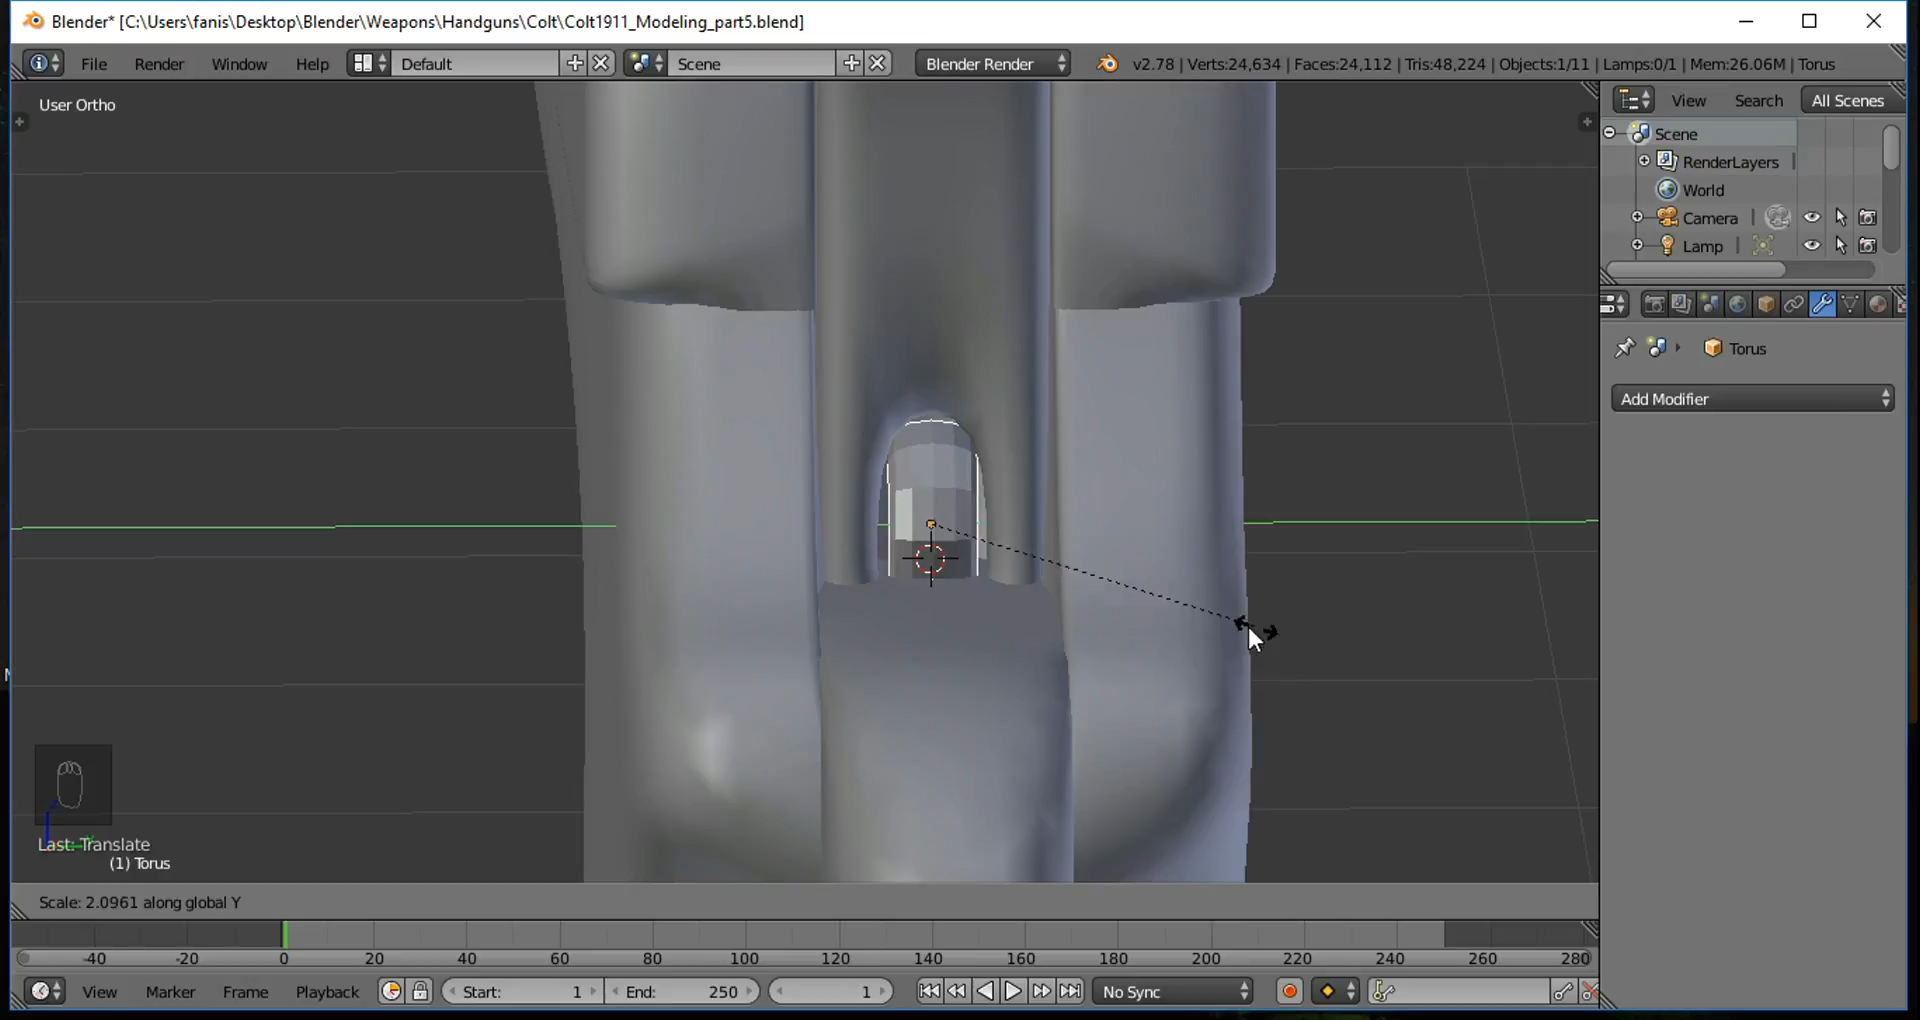 Blender* [C:\Users\fanis\Desktop\Blender\Weapons\Handguns\Colt\Colt1911_Modeling_part5.blend]
File Render Window Help Default Scene Blender Render v2.78 | Verts:24,634 | Faces:24,112 | Tris:48,224 | Objects:1/11 | Lamps:0/1 | Mem:26.06M | Torus
User Ortho
View Search All Scenes
Scene
RenderLayers
World
Camera
Lamp
Torus
Add Modifier
Last: Translate
(1) Torus
Scale: 2.0961 along global Y
-40 -20 0 20 40 60 80 100 120 140 160 180 200 220 240 260 280
View Marker Frame Playback Start: 1 End: 250 1 No Sync